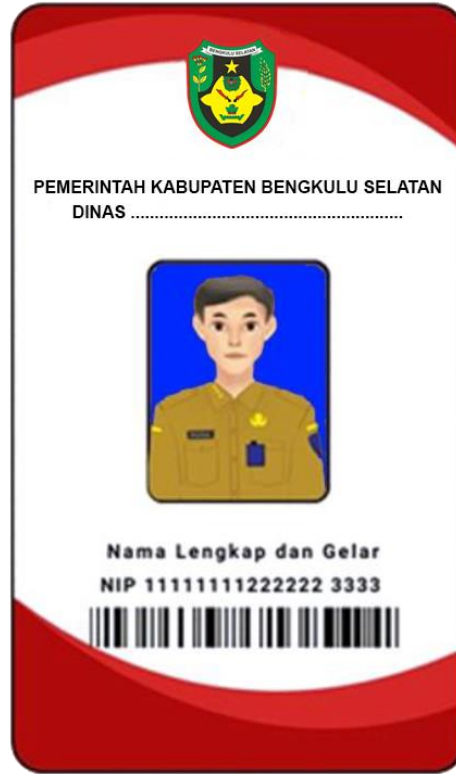 BENGKULU SELATAN
PEMERINTAH KABUPATEN BENGKULU SELATAN
DINAS .........................................................
Nama Lengkap dan Gelar
NIP 11111111222222 3333